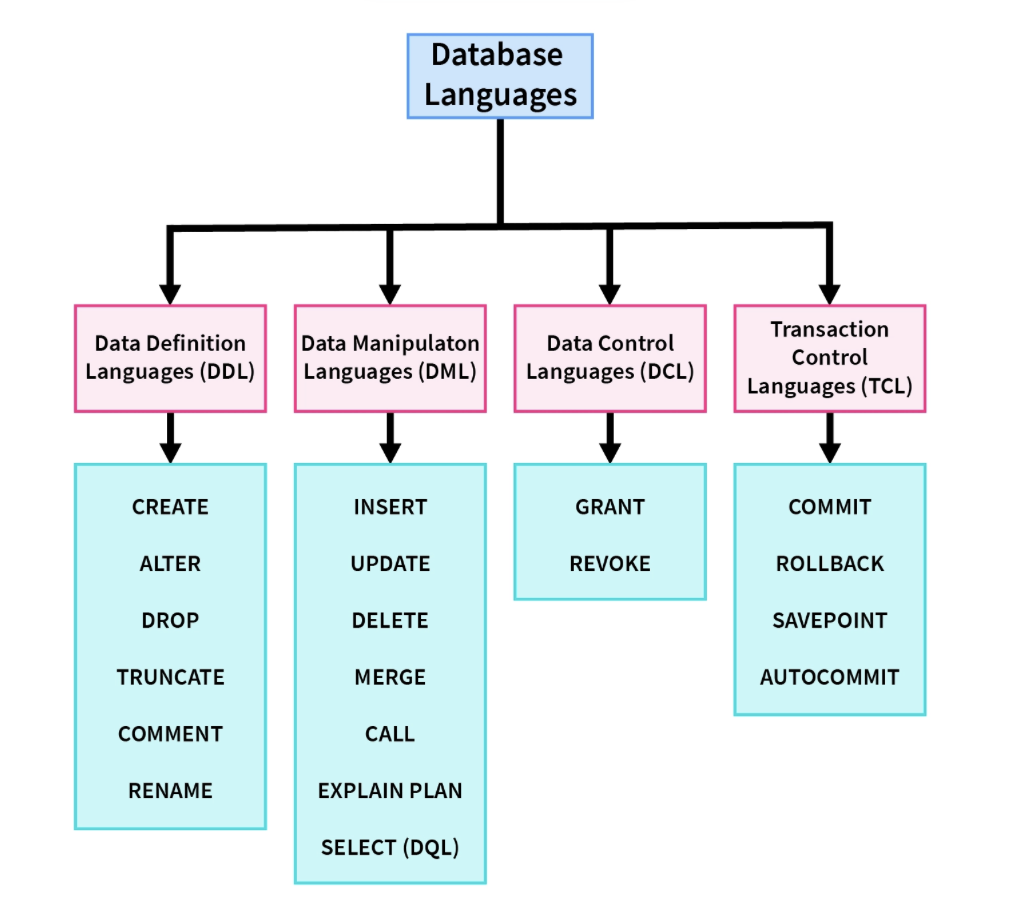 Database
Languages
Data Definition
Languages (DDL)
Data Manipulaton
Languages (DML)
Data Control
Languages (DCL)
Transaction
Control
Languages (TCL)
CREATE
ALTER
DROP
TRUNCATE
COMMENT
RENAME
INSERT
UPDATE
DELETE
MERGE
CALL
EXPLAIN PLAN
SELECT (DQL)
GRANT
REVOKE
COMMIT
ROLLBACK
SAVEPOINT
AUTOCOMMIT